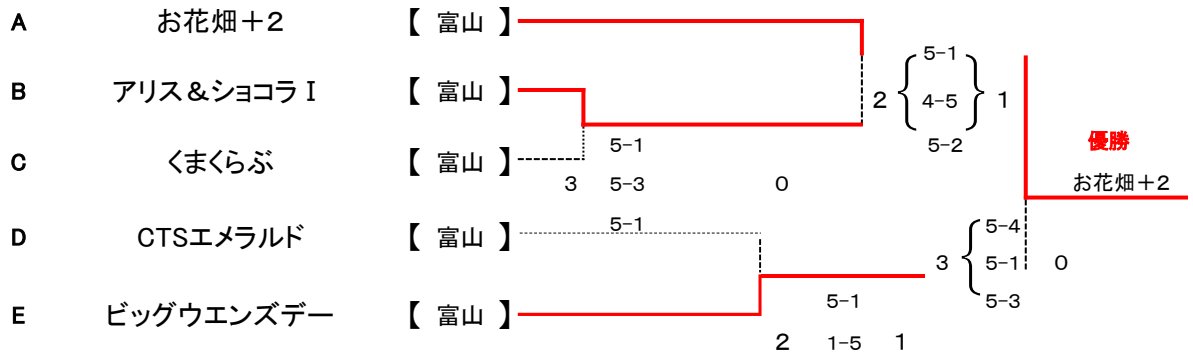 A お花畑＋２ 【 富山 】
5-1
B アリス＆ショコラⅠ 【 富山 】
2 { 4-5 } 1
5-1
5-2
優勝
C くまくらぶ 【 富山 】
3 5-3 0
お花畑＋２
5-1
D CTSエメラルド 【 富山 】
5-4
3 { 5-1 0
5-3
5-1
E ビッグウエンズデー 【 富山 】
2 1-5 1